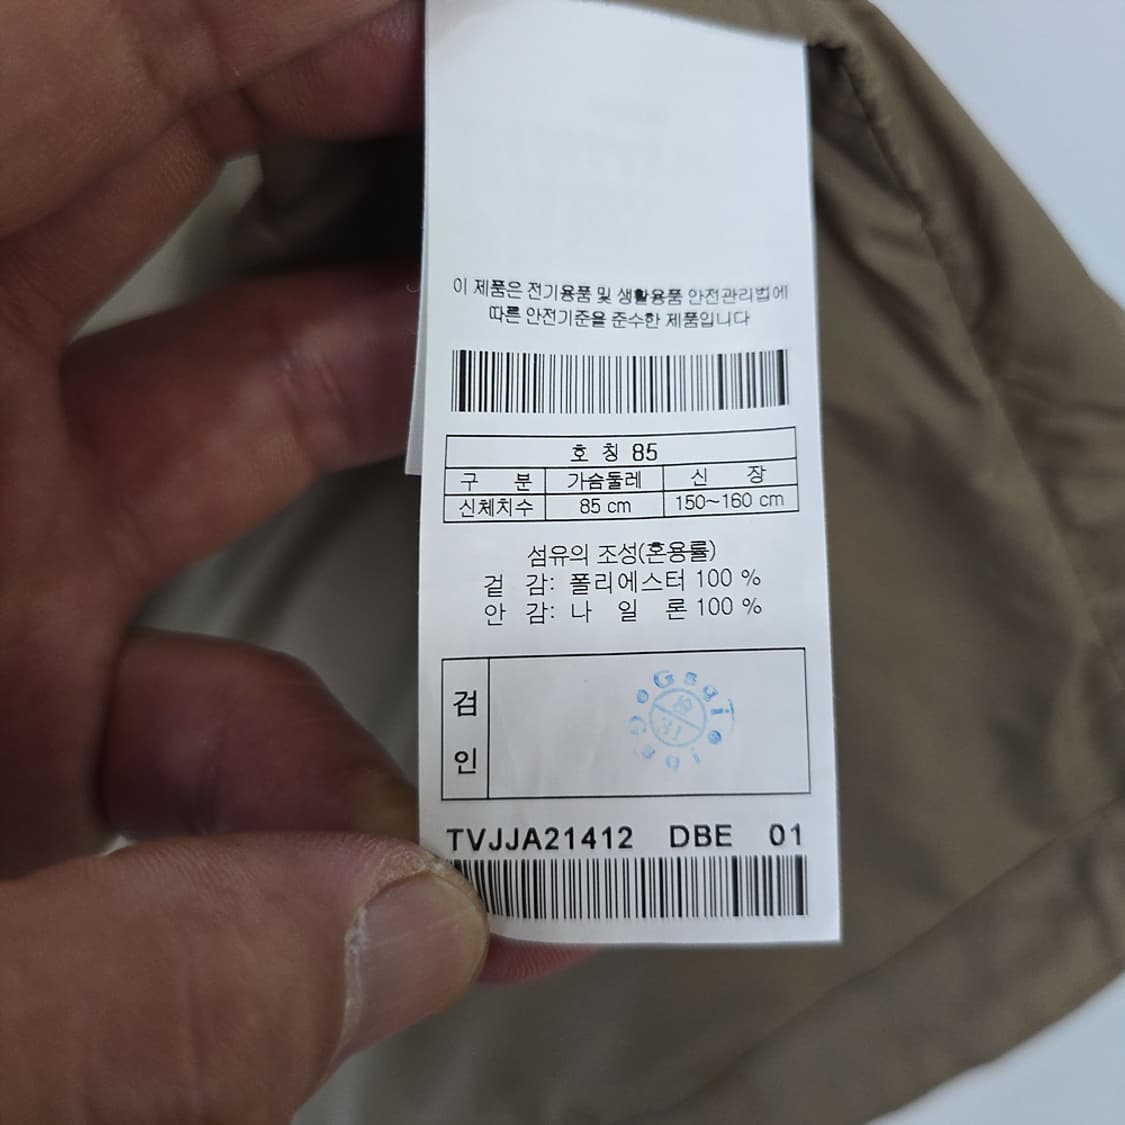 이 제품은 전기용품 및 생활용품 안전관리법에
따른 안전기준을 준수한 제품입니다
호 칭 85
구 분 가슴둘레 신 장
신체치수 85 cm 150~160 cm
섬유의 조성(혼용률)
겉 감: 폴리에스터 100 %
안 감: 나 일 론 100 %
검
인
檢
31
TVJJA21412 DBE 01